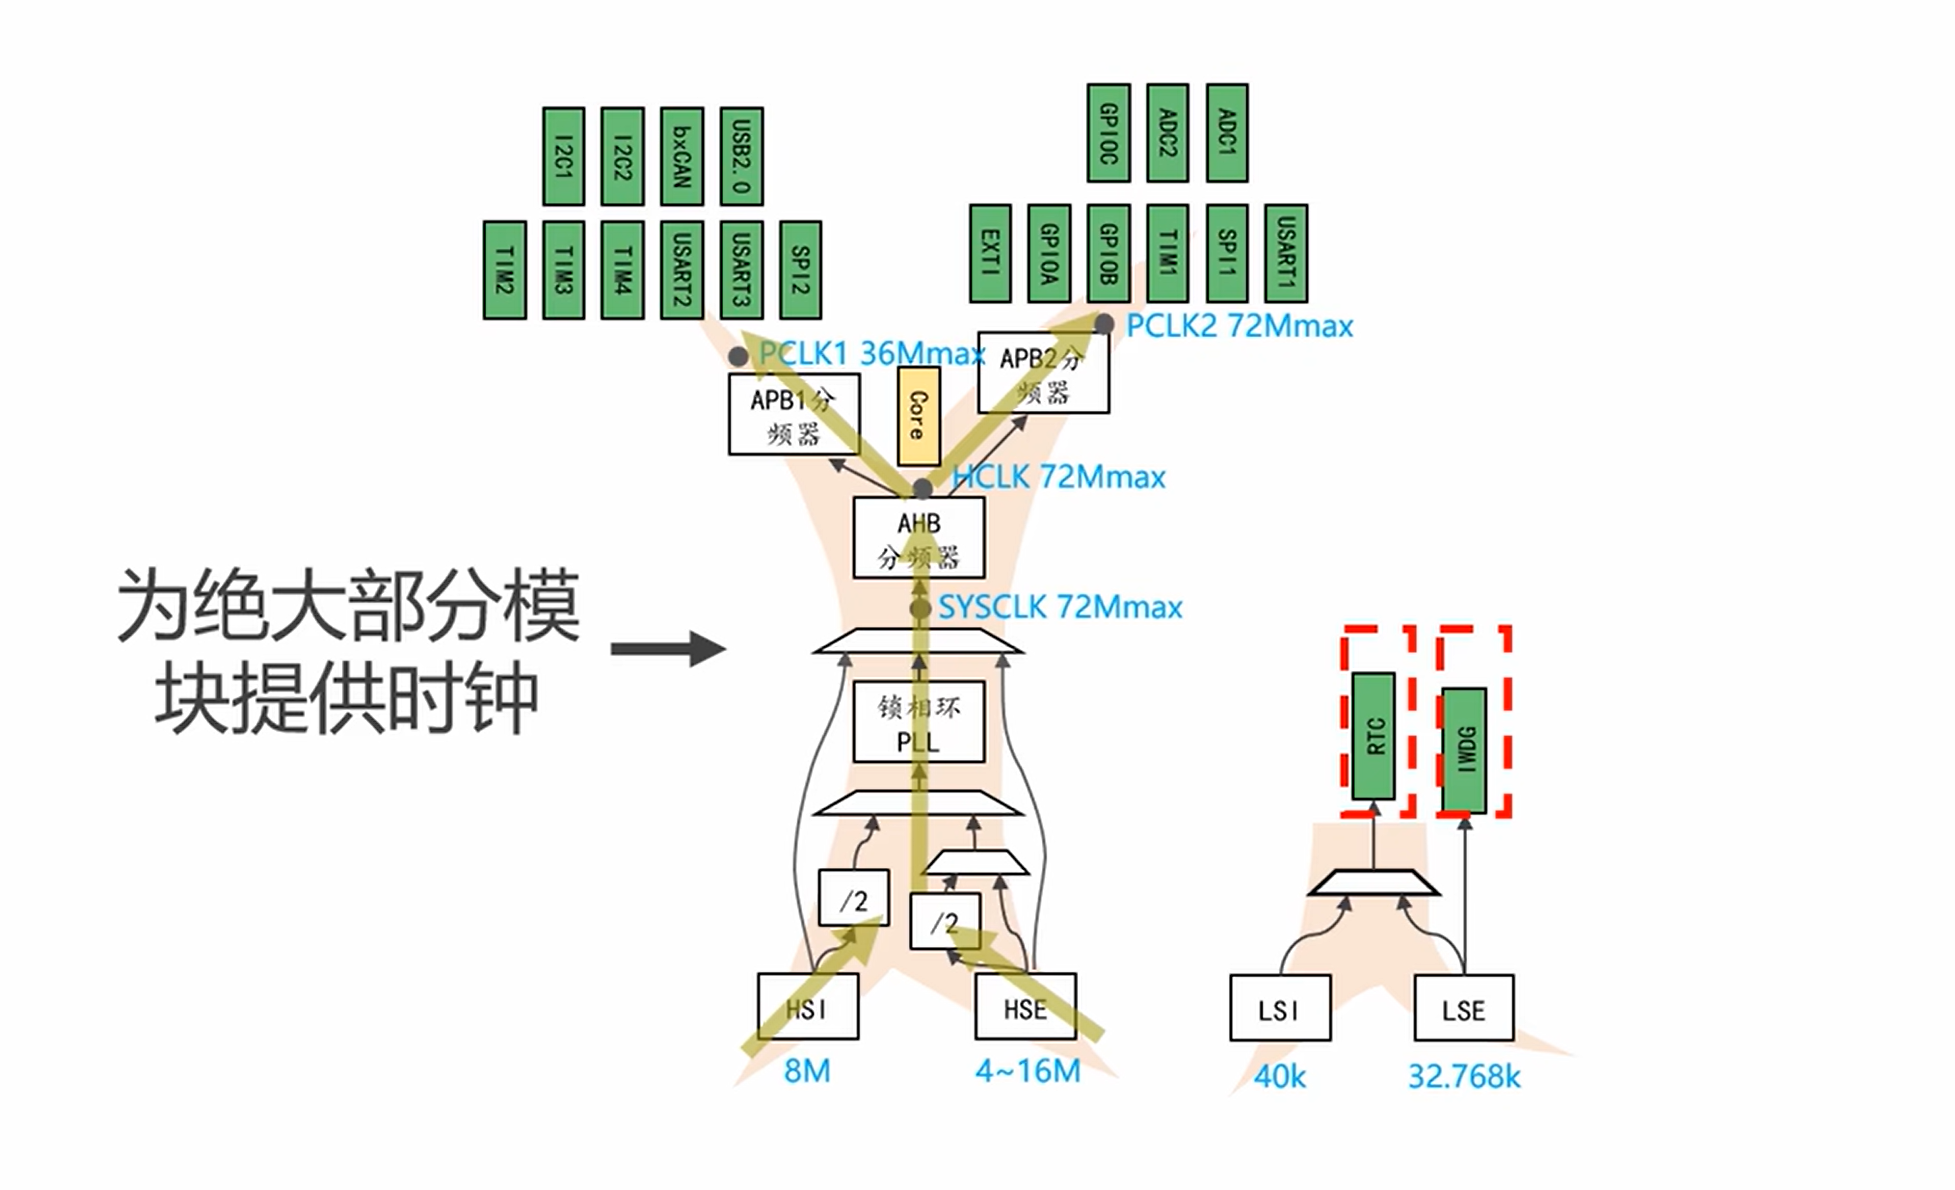 GPIOC
ADC2
ADC1
I2C1
I2C2
bxCAN
USB2.0
EXTI
GPIOA
GPIOB
TIM1
SPI1
USART1
TIM2
TIM3
TIM4
USART2
USART3
SPI2
PCLK1 36Mmax
PCLK2 72Mmax
APB1分
频器
Core
APB2分
频器
HCLK 72Mmax
AHB
分频器
SYSCLK 72Mmax
为绝大部分模
块提供时钟
锁相环
PLL
/2
/2
HSI
HSE
8M
4~16M
RTC
IWDG
LSI
LSE
40k
32.768k